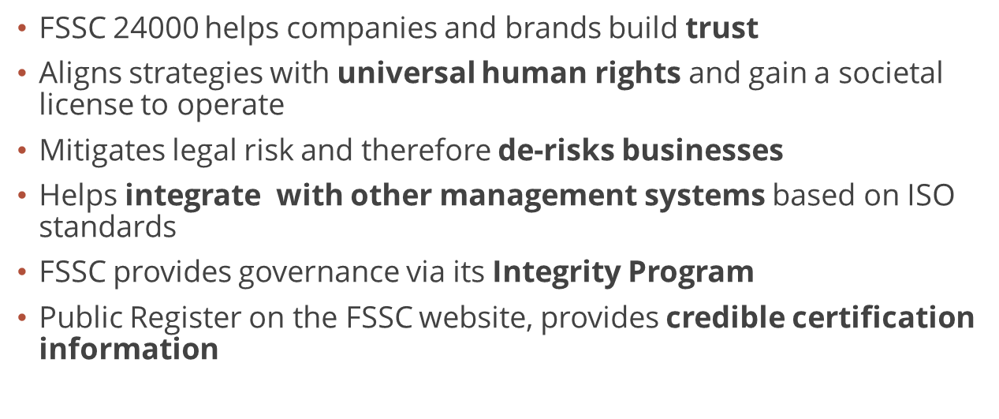 • FSSC 24000 helps companies and brands build trust
• Aligns strategies with universal human rights and gain a societal
license to operate
• Mitigates legal risk and therefore de-risks businesses
• Helps integrate  with other management systems based on ISO
standards
• FSSC provides governance via its Integrity Program
• Public Register on the FSSC website, provides credible certification
information